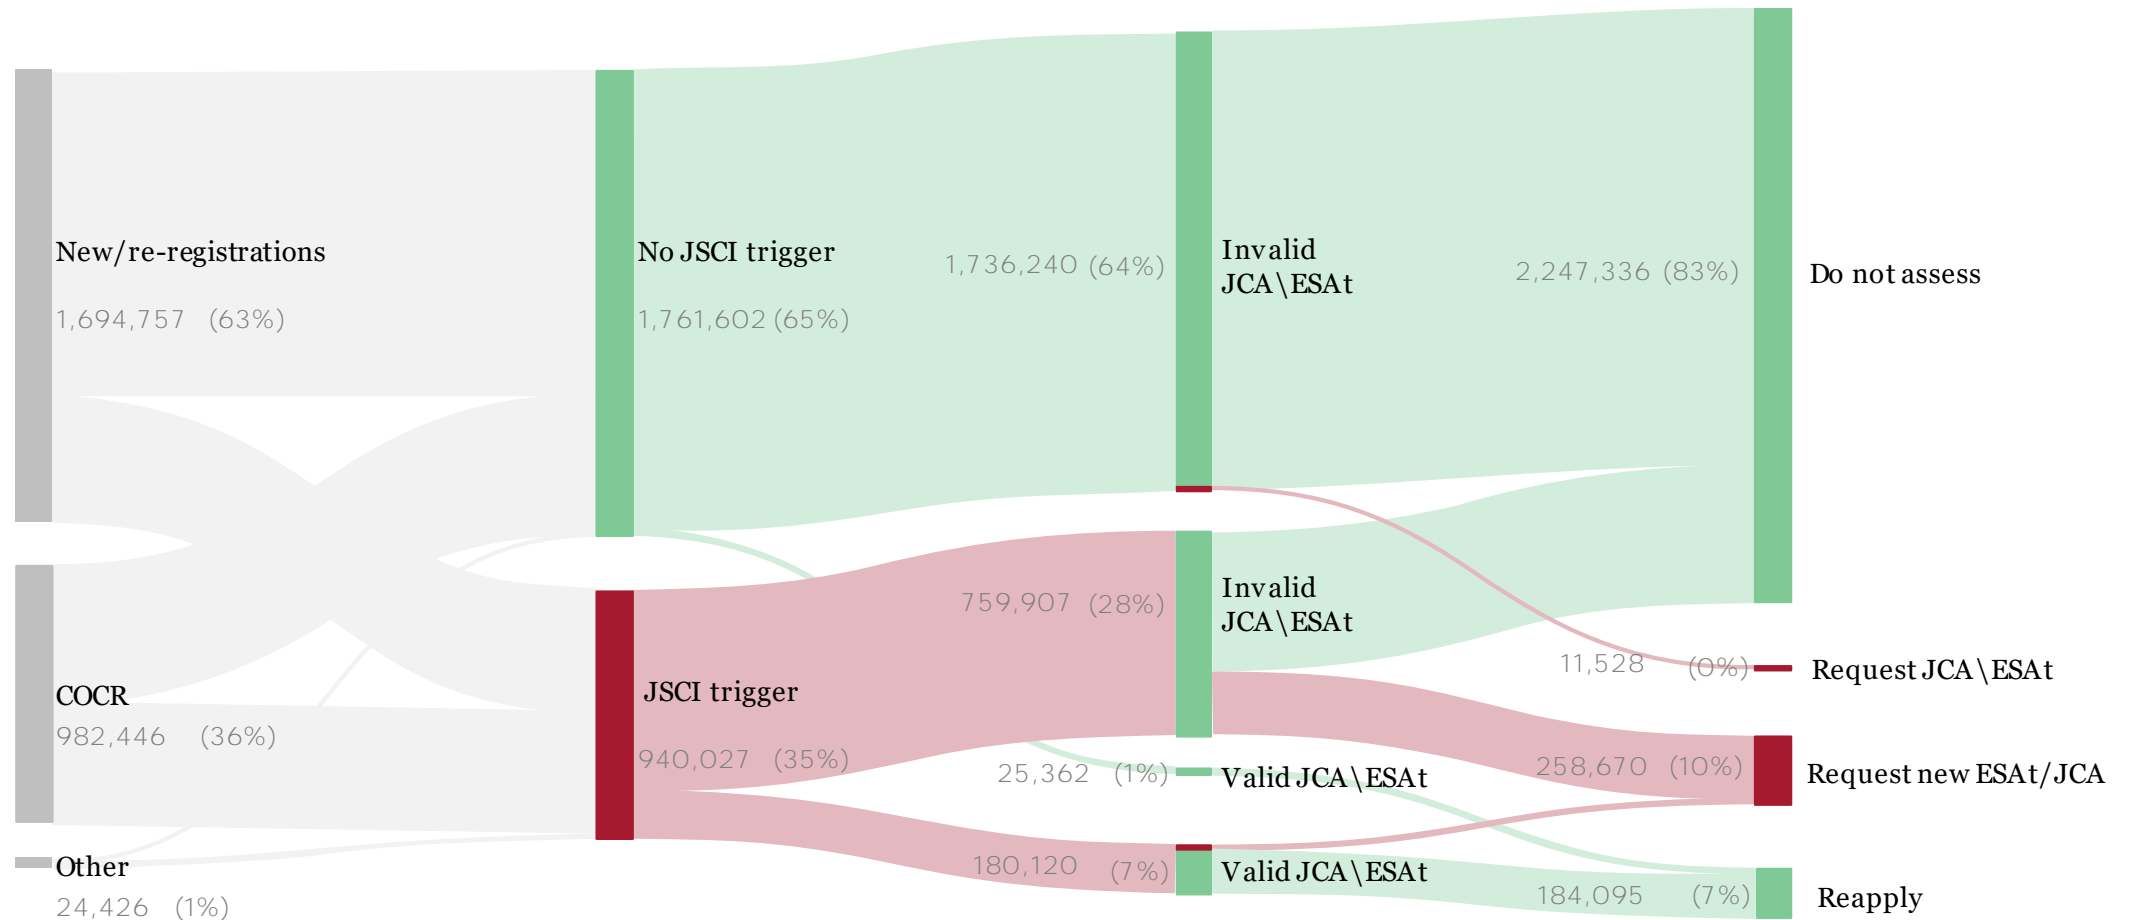 New/re-registrations
1,694,757 (63%)
COCR
982,446 (36%)
Other
24,426 (1%)
No JSCI trigger
1,761,602 (65%)
JSCI trigger
940,027 (35%)
1,736,240 (64%)
Invalid
JCA\ESAt
759,907 (28%)
Invalid
JCA\ESAt
25,362 (1%)
Valid JCA\ESAt
180,120 (7%)
Valid JCA\ESAt
2,247,336 (83%)
Do not assess
11,528 (0%)
Request JCA\ESAt
258,670 (10%)
Request new ESAt/JCA
184,095 (7%)
Reapply